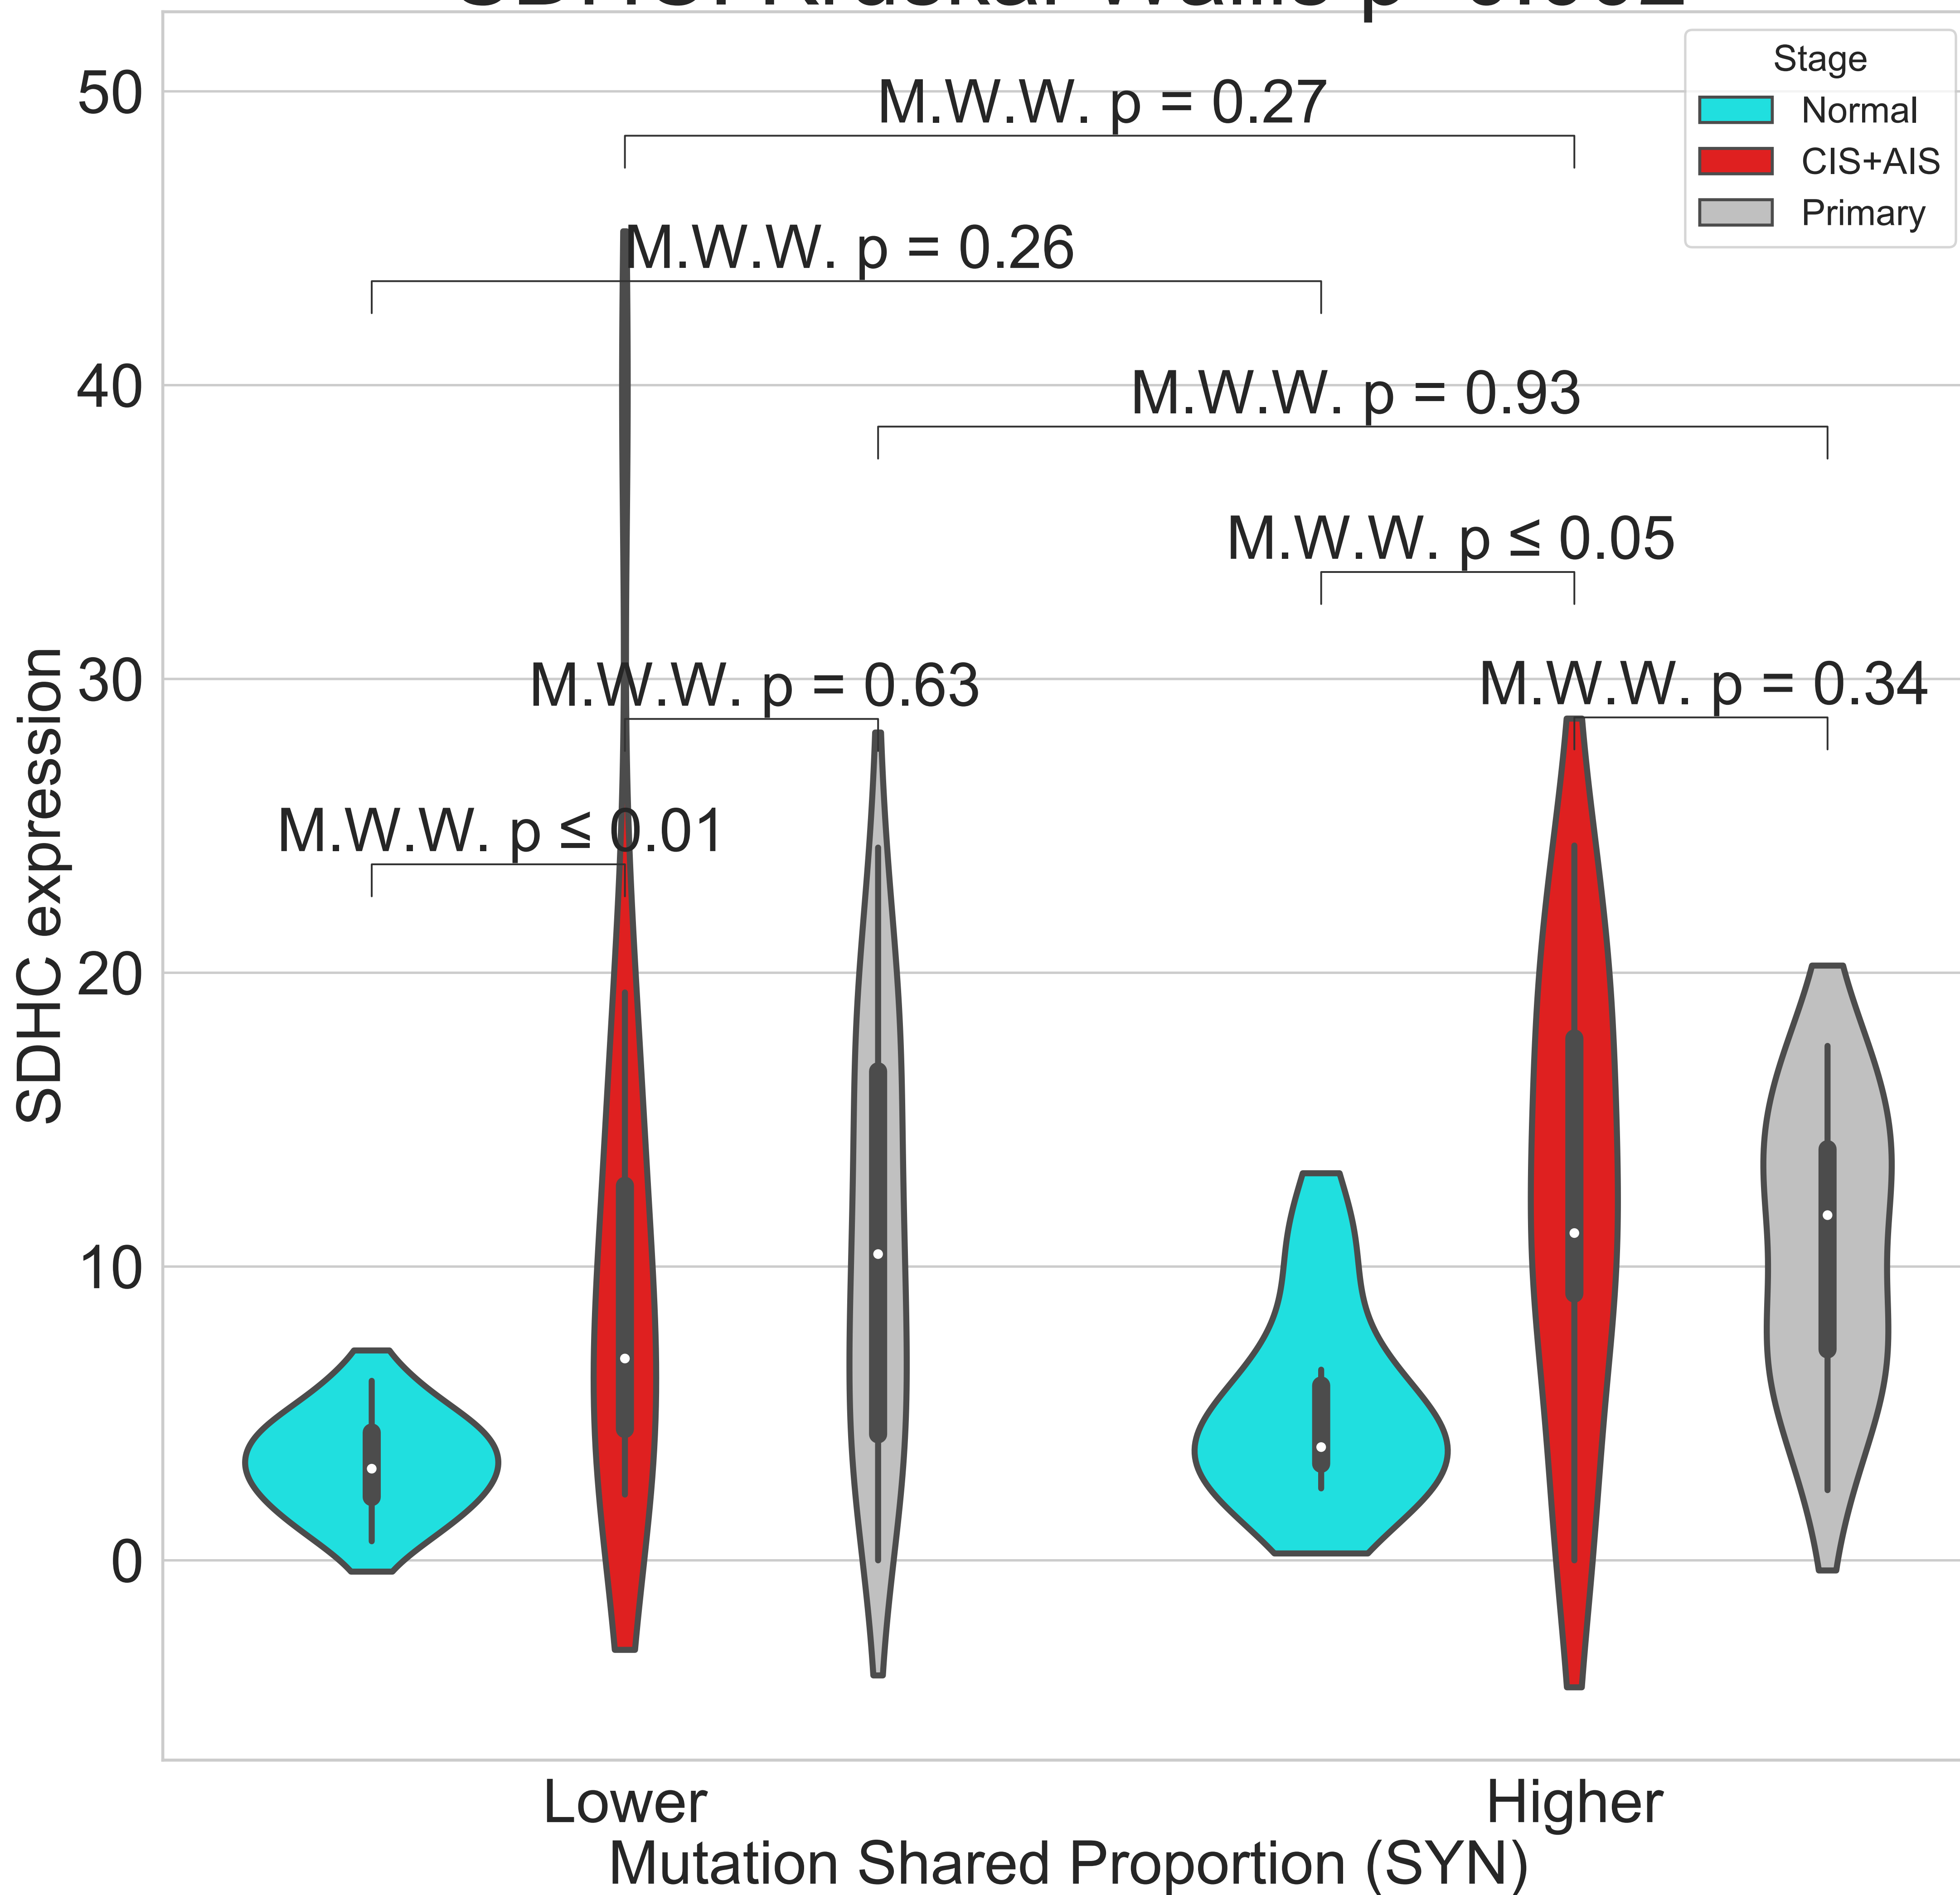 Stage
Normal
CIS+AIS
Primary
M.W.W. p = 0.27
M.W.W. p = 0.26
M.W.W. p = 0.93
M.W.W. p ≤ 0.05
M.W.W. p = 0.63
M.W.W. p = 0.34
M.W.W. p ≤ 0.01
50
40
30
20
10
0
SDHC expression
Lower
Higher
Mutation Shared Proportion (SYN)